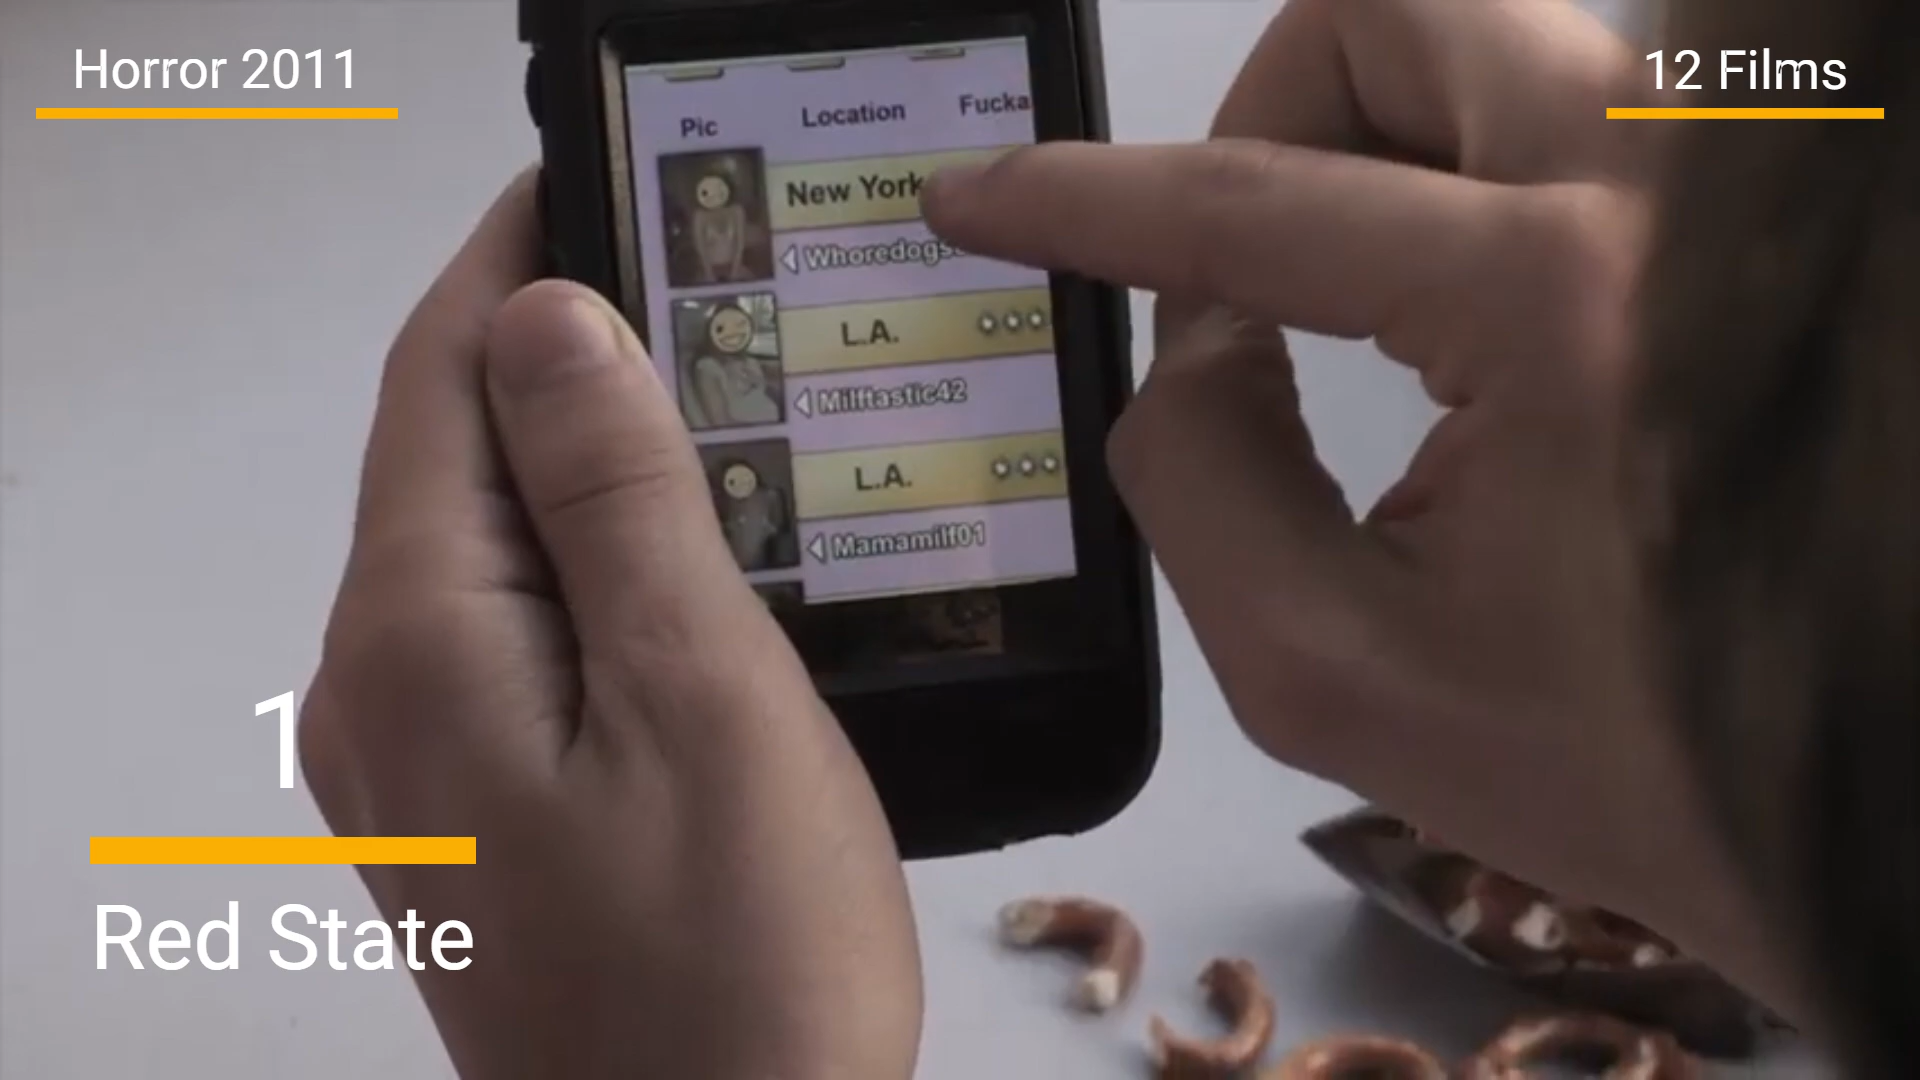 Horror 2011
12 Films
Pic
Location
Fucka
New York
Whoredogs
L.A.
Milftastic42
L.A.
Mamamilf01
1
Red State